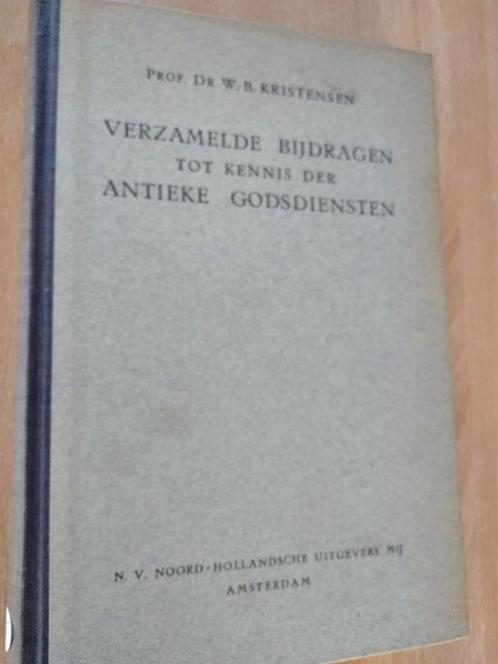 PROF. DR W. B. KRISTENSEN
VERZAMELDE BIJDRAGEN
TOT KENNIS DER
ANTIEKE GODSDIENSTEN
N. V. NOORD-HOLLANDSCHE UITGEVERS MIJ
AMSTERDAM